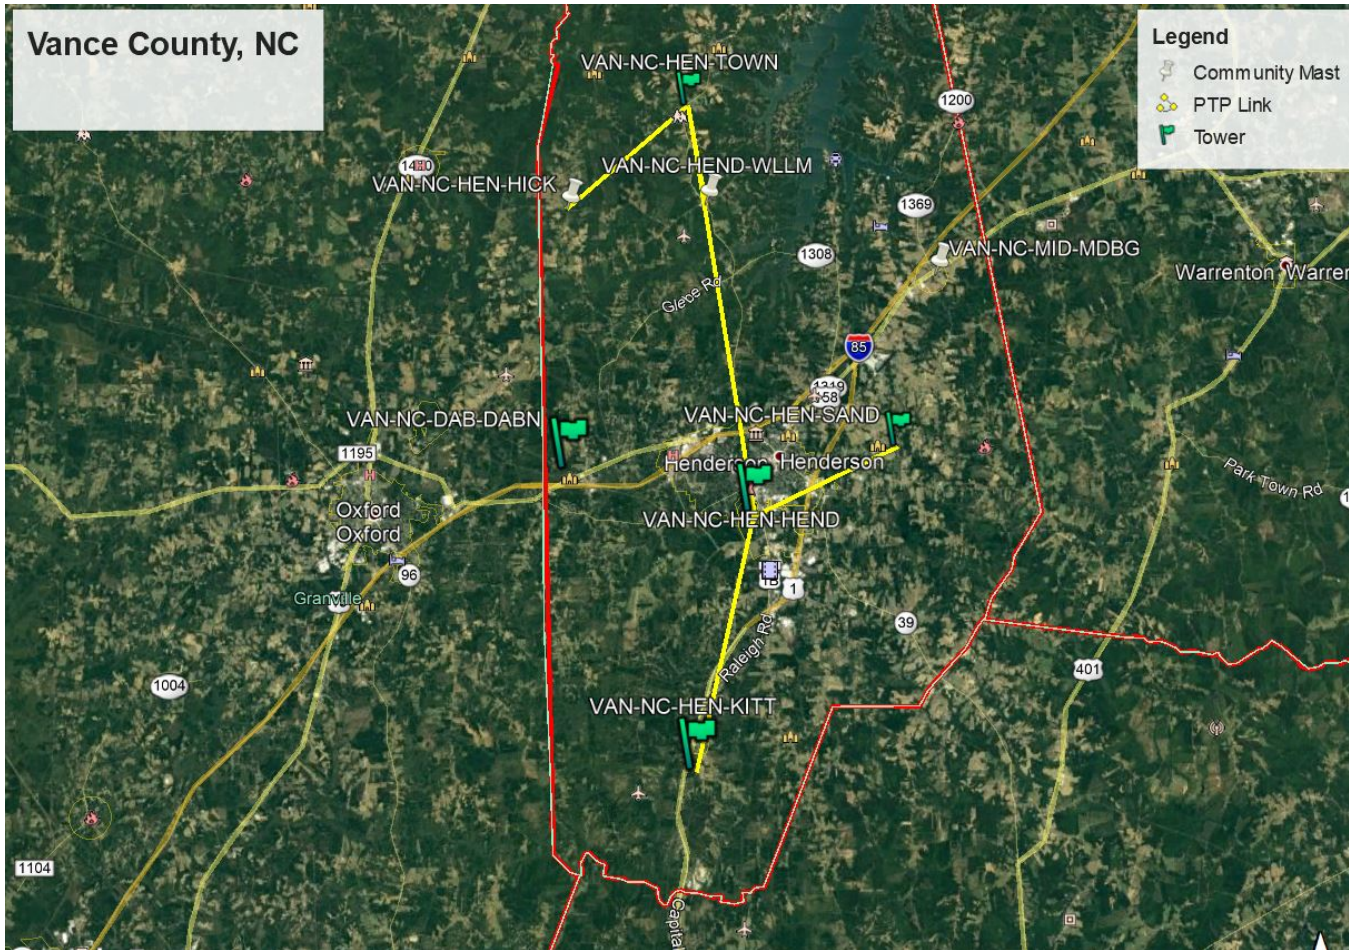 Vance County, NC
Legend
Community Mast
PTP Link
Tower
VAN-NC-HEN-TOWN
1200
VAN-NC-HEND-WLLM
VAN-NC-HEN-HICK
1369
VAN-NC-MID-MDBG
1308
Warrenton
Glebe Rd
85
VAN-NC-DAB-DABN
VAN-NC-HEN-SAND
1195
Henderson
Henderson
Park Town Rd
Oxford
Oxford
VAN-NC-HEN-HEND
96
1
Granville
39
Raleigh Rd
401
1004
VAN-NC-HEN-KITT
1104
Capital